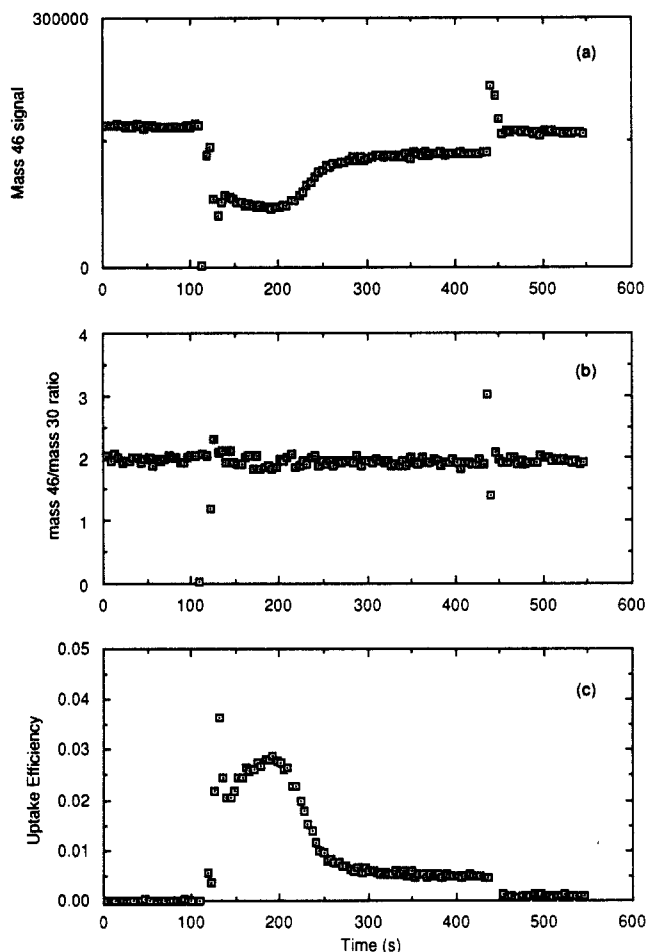 300000
(a)
Mass 46 signal
0
0 100 200 300 400 500 600
4
(b)
3
mass 46/mass 30 ratio
2
1
0
0 100 200 300 400 500 600
0.05
(c)
0.04
0.03
Uptake Efficiency
0.02
0.01
0.00
0 100 200 300 400 500 600
Time (s)